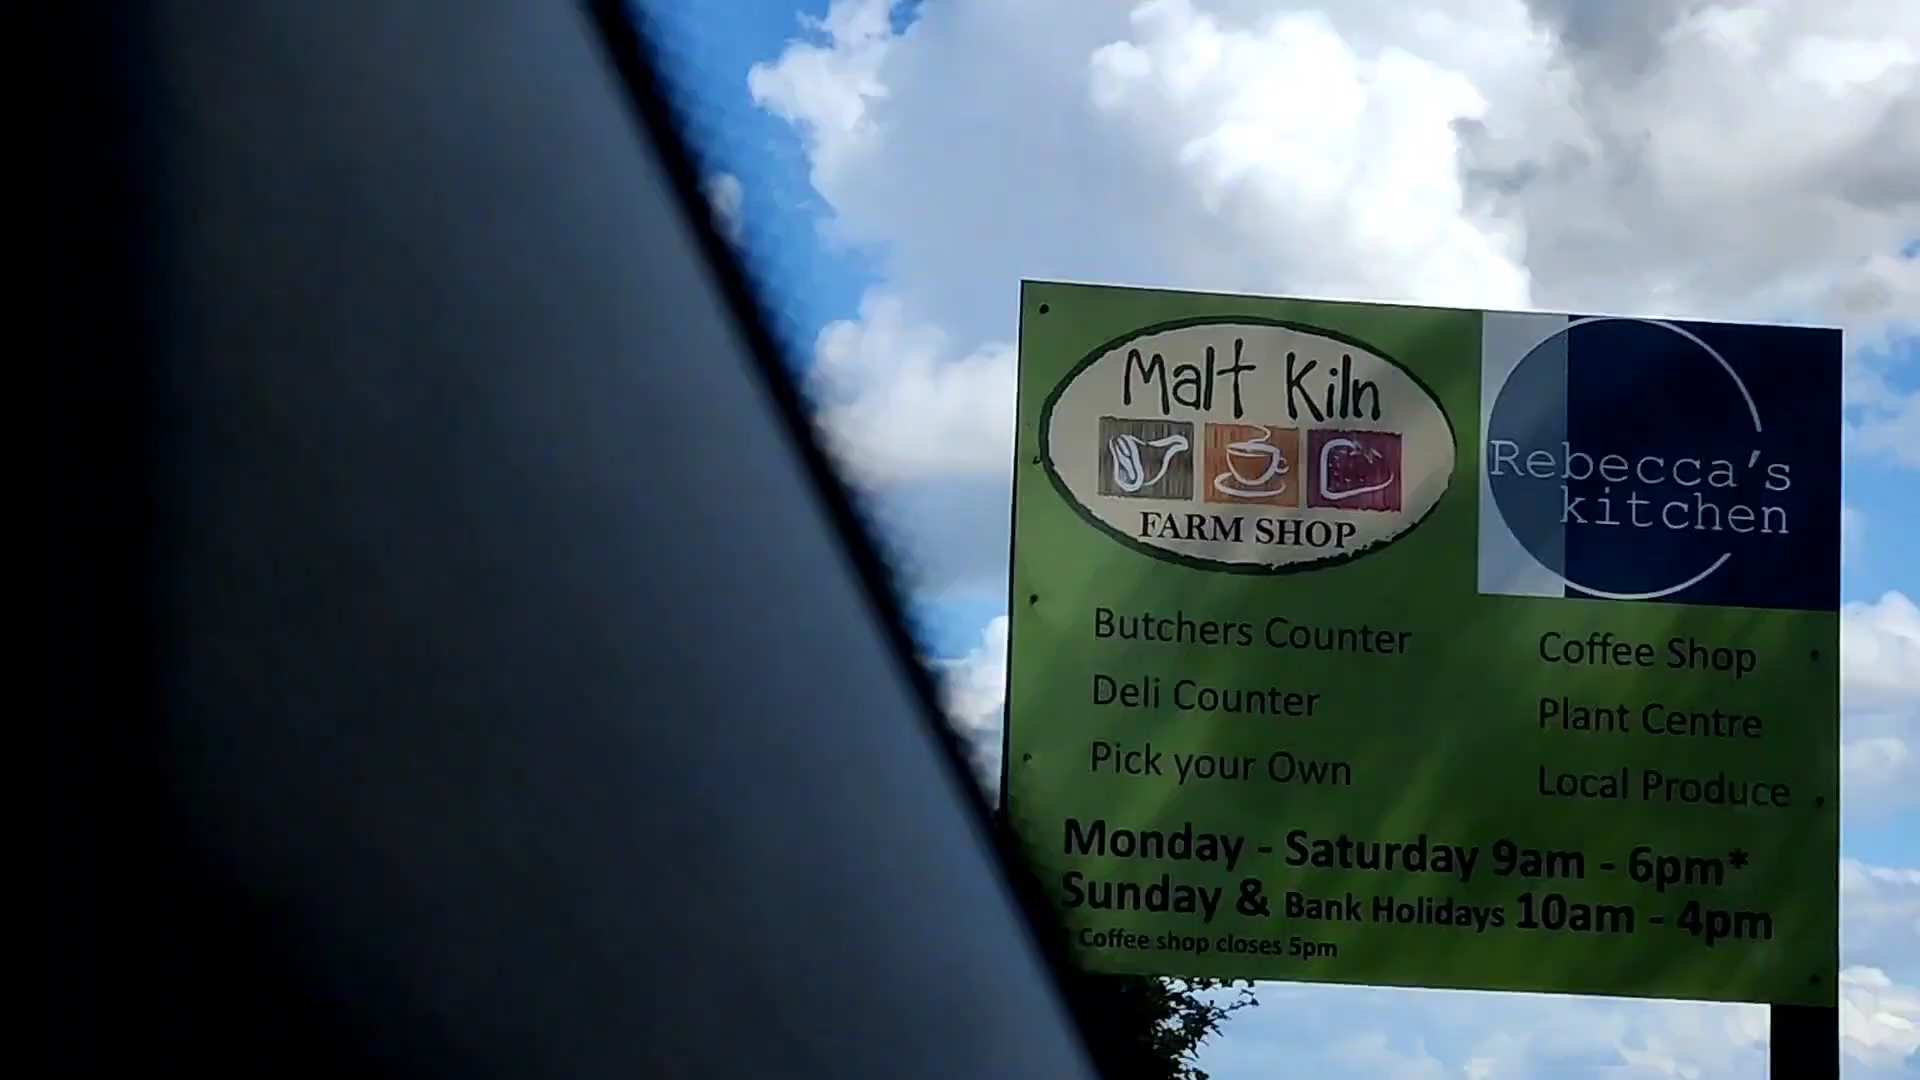 Malt Kiln
FARM SHOP
Rebecca's
kitchen
Butchers Counter
Deli Counter
Pick your Own
Coffee Shop
Plant Centre
Local Produce
Monday - Saturday 9am - 6pm*
Sunday & Bank Holidays 10am - 4pm
Coffee shop closes 5pm